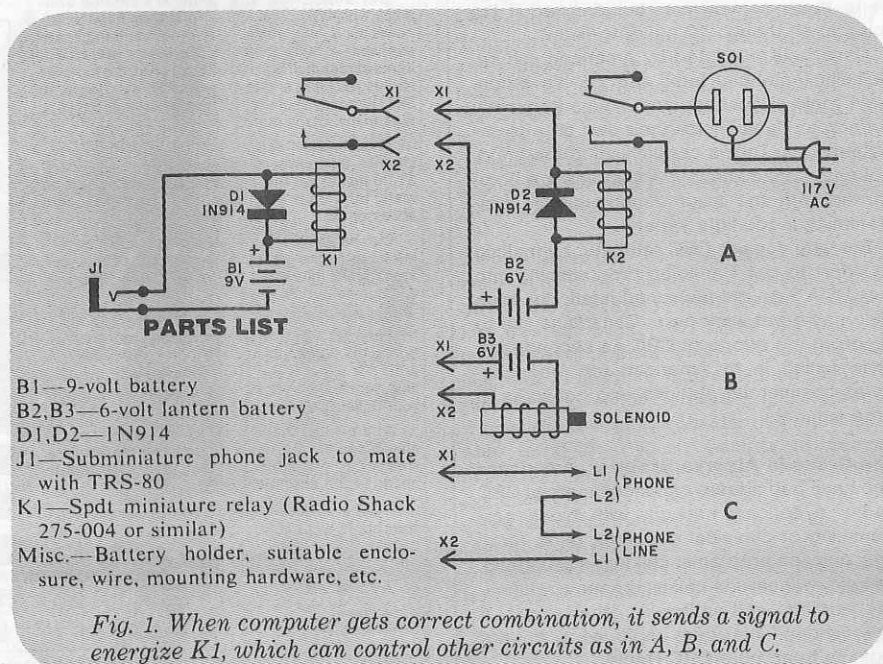 SO1
X1
X1
X2
X2
117 V
AC
D1
1N914
D2
1N914
K1
K2
A
J1
+
B1
9V
B2
6V
+
PARTS LIST
X1
B3
6V
+
B
X2
SOLENOID
B1—9-volt battery
B2,B3—6-volt lantern battery
D1,D2—1N914
J1—Subminiature phone jack to mate
with TRS-80
K1—Spdt miniature relay (Radio Shack
275-004 or similar)
Misc.—Battery holder, suitable enclo-
sure, wire, mounting hardware, etc.
X1
L1
PHONE
L2
C
L2
PHONE
LINE
X2
L1
Fig. 1. When computer gets correct combination, it sends a signal to
energize K1, which can control other circuits as in A, B, and C.